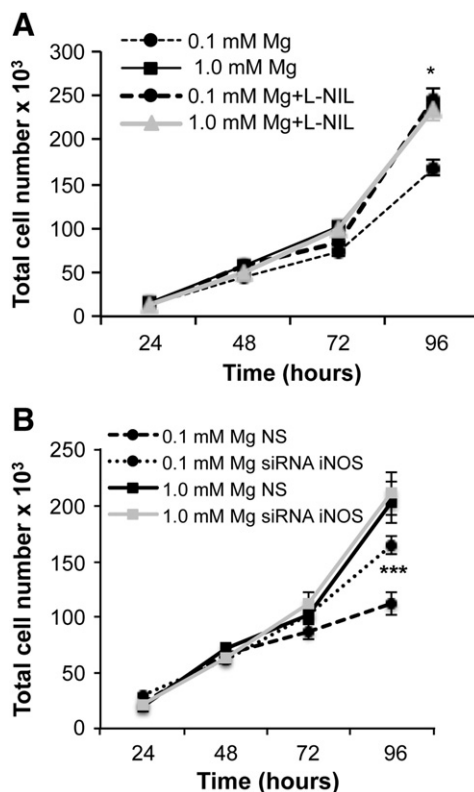 A
0.1 mM Mg
1.0 mM Mg
0.1 mM Mg+L-NIL
1.0 mM Mg+L-NIL
Total cell number x 10³
300
250
200
150
100
50
0
*
24 48 72 96
Time (hours)
B
0.1 mM Mg NS
0.1 mM Mg siRNA iNOS
1.0 mM Mg NS
1.0 mM Mg siRNA iNOS
Total cell number x 10³
250
200
150
100
50
0
***
24 48 72 96
Time (hours)